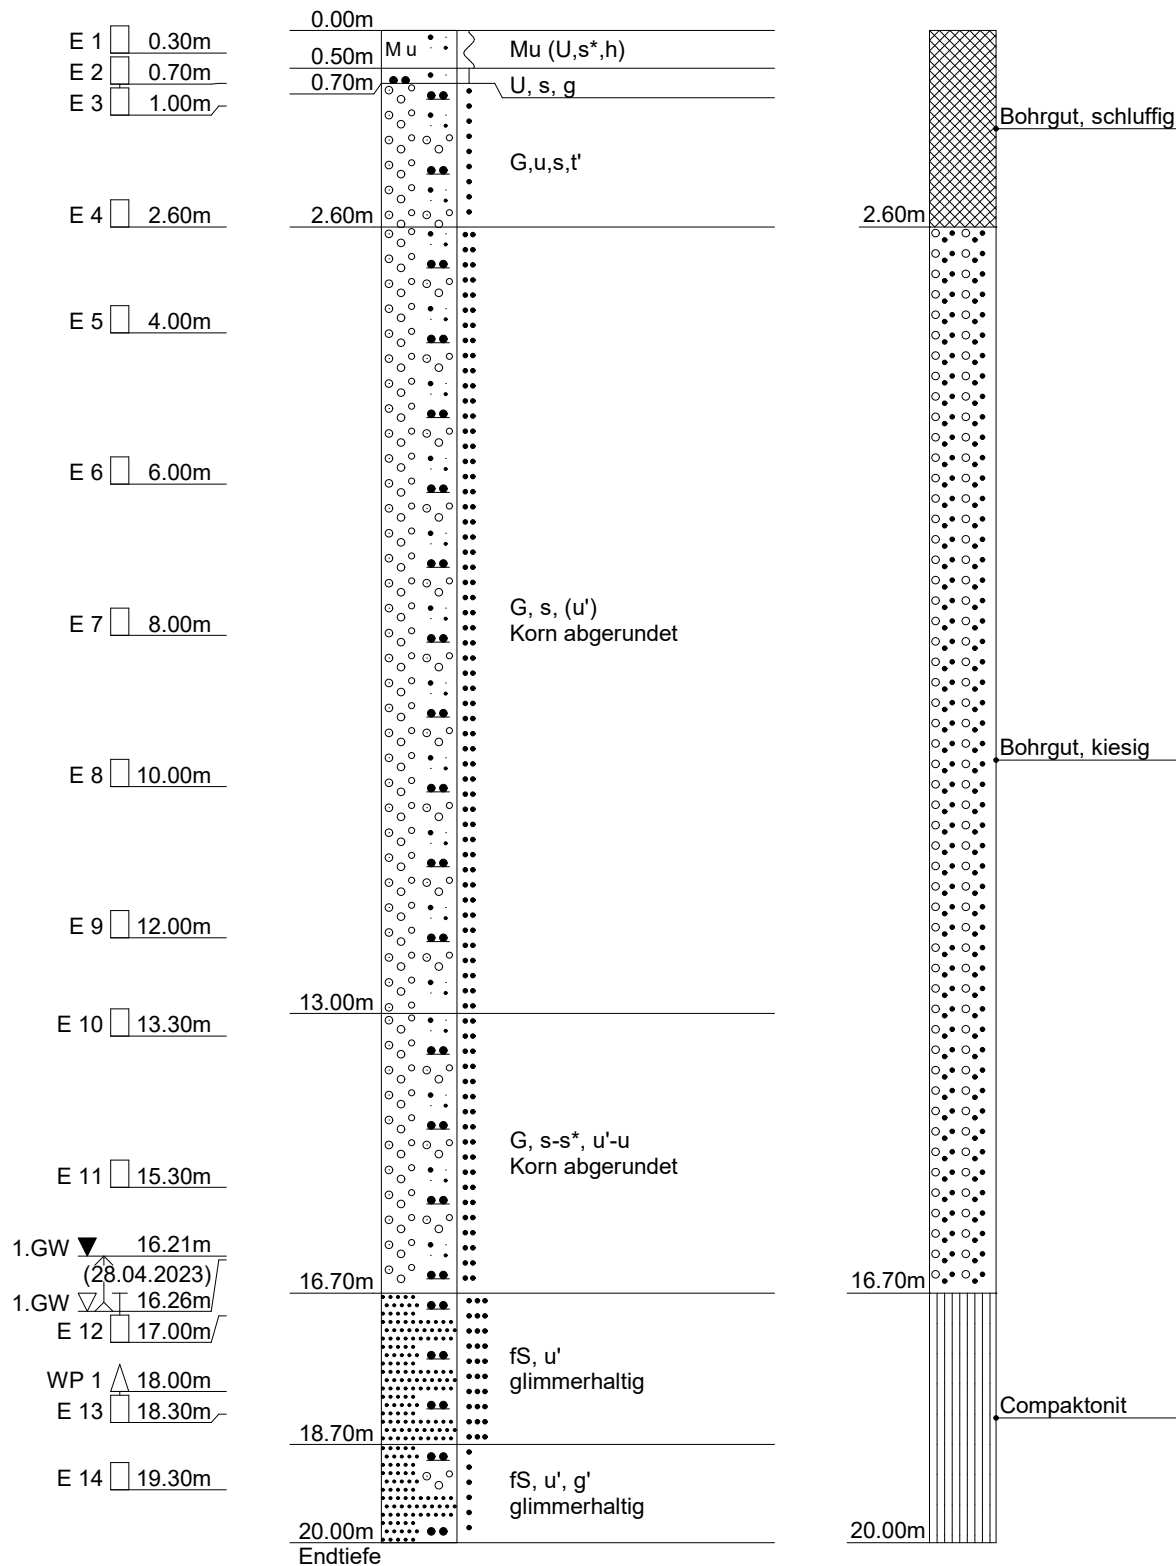 0.00m
E 1 0.30m
Mu
Mu (U,s*,h)
0.50m
E 2 0.70m
0.70m
U, s, g
E 3 1.00m
Bohrgut, schluffig
G,u,s,t'
E 4 2.60m
2.60m
2.60m
E 5 4.00m
E 6 6.00m
E 7 8.00m
G, s, (u')
Korn abgerundet
Bohrgut, kiesig
E 8 10.00m
E 9 12.00m
13.00m
E 10 13.30m
G, s-s*, u'-u
Korn abgerundet
E 11 15.30m
1.GW 16.21m
(28.04.2023)
16.70m
16.70m
1.GW 16.26m
E 12 17.00m
fS, u'
glimmerhaltig
WP 1 18.00m
E 13 18.30m
Compaktonit
18.70m
E 14 19.30m
fS, u', g'
glimmerhaltig
20.00m
20.00m
Endtiefe